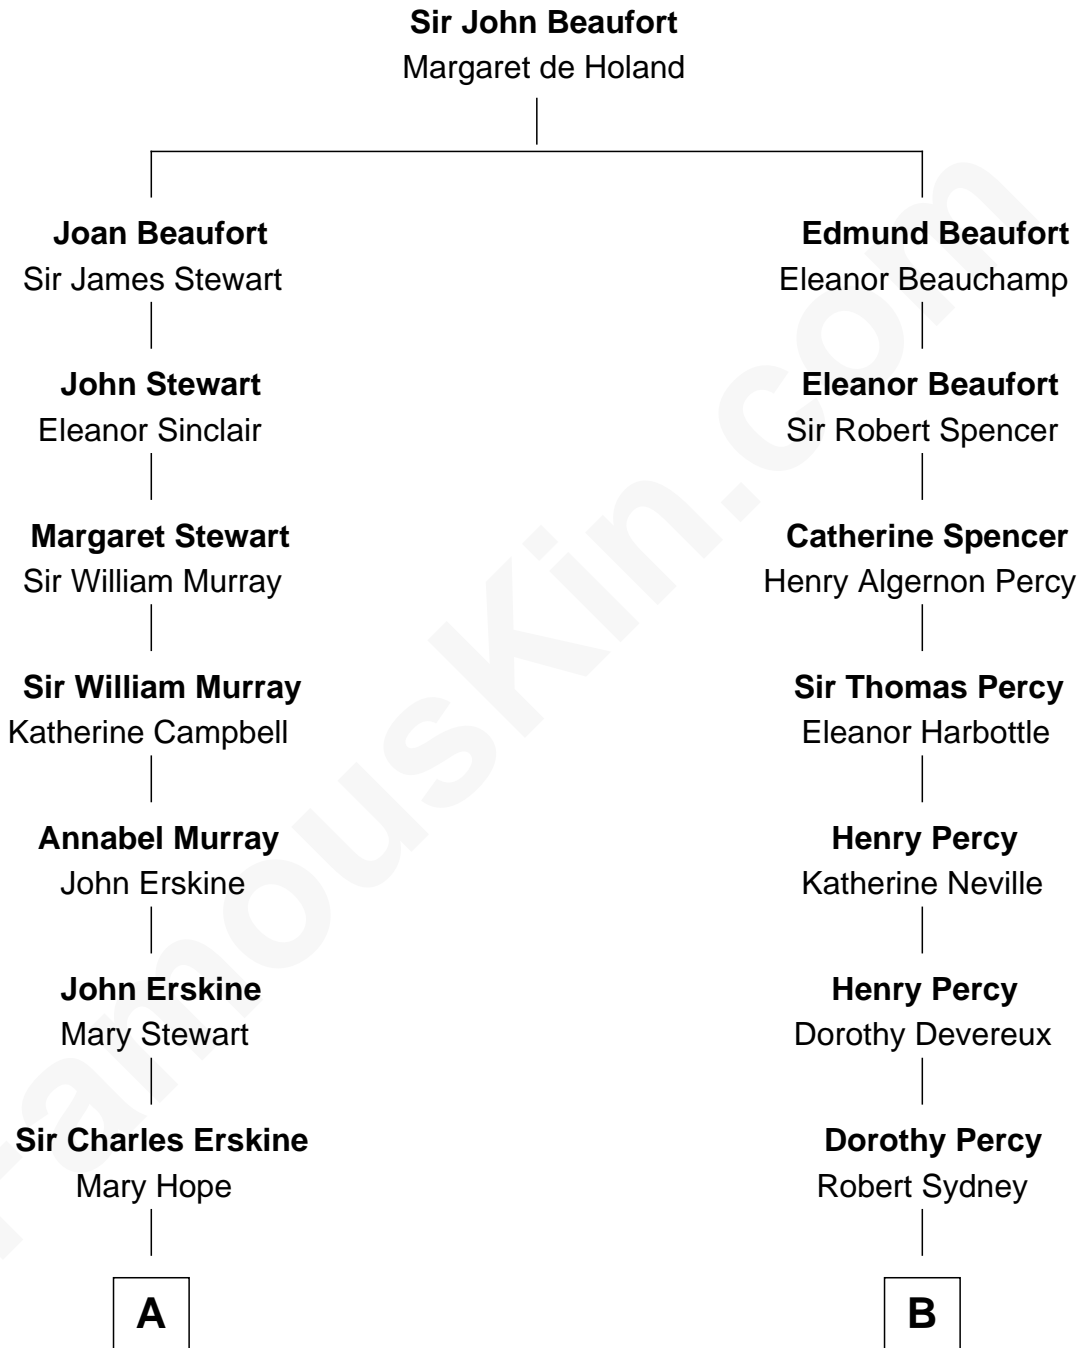 Sir John Beaufort
Margaret de Holand
Joan Beaufort
Sir James Stewart
Edmund Beaufort
Eleanor Beauchamp
John Stewart
Eleanor Sinclair
Eleanor Beaufort
Sir Robert Spencer
Margaret Stewart
Sir William Murray
Catherine Spencer
Henry Algernon Percy
Sir William Murray
Katherine Campbell
Sir Thomas Percy
Eleanor Harbottle
Annabel Murray
John Erskine
Henry Percy
Katherine Neville
John Erskine
Mary Stewart
Henry Percy
Dorothy Devereux
Sir Charles Erskine
Mary Hope
Dorothy Percy
Robert Sydney
A
B
FamousKin.com